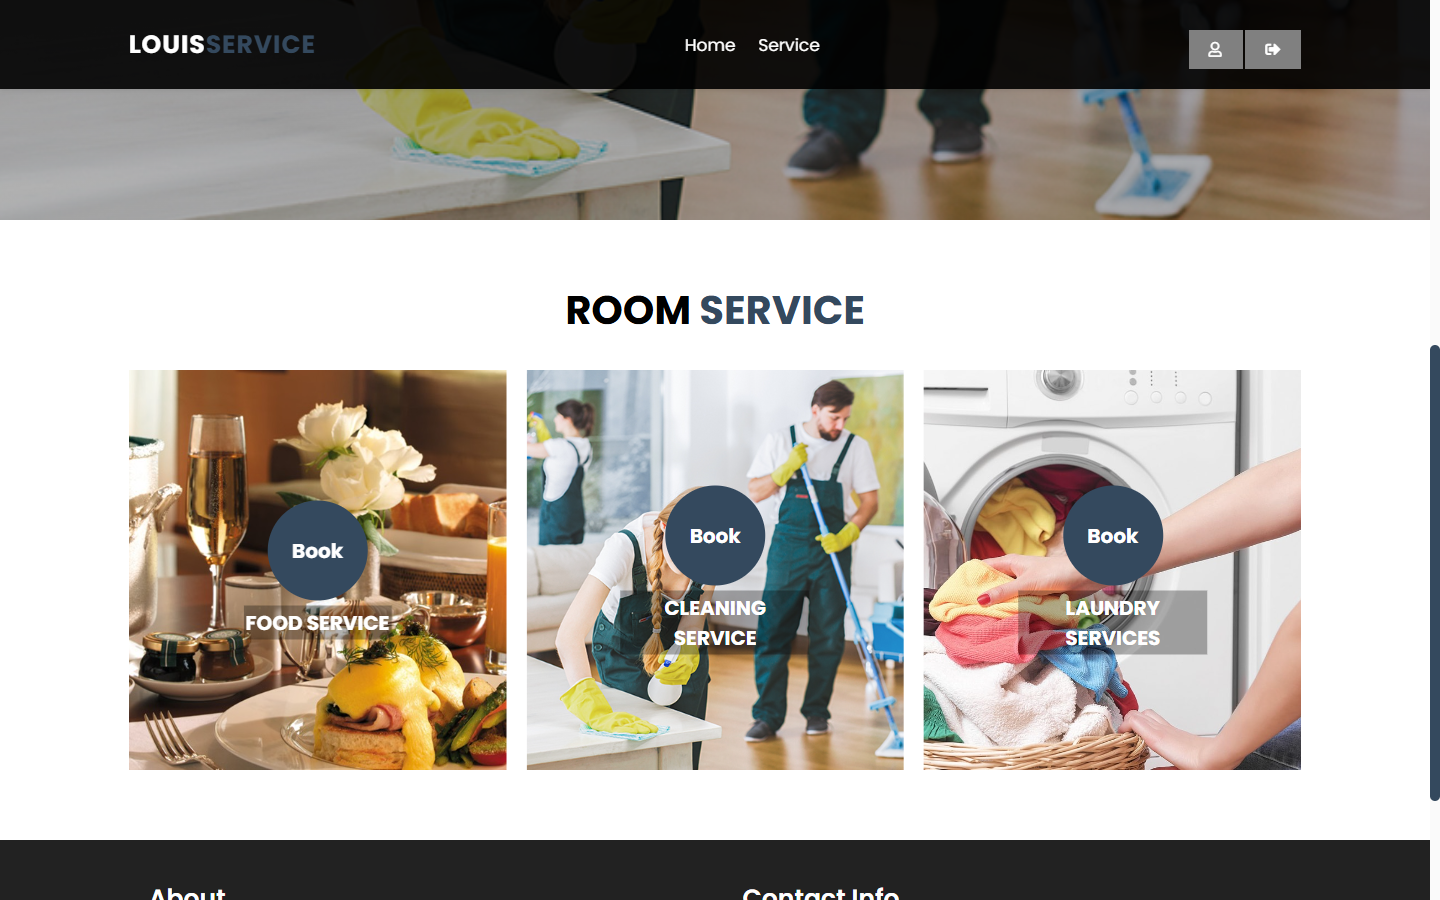 LOUISSERVICE
Home Service
ROOM SERVICE
Book
FOOD SERVICE
Book
CLEANING
SERVICE
Book
LAUNDRY
SERVICES
About
Contact Info